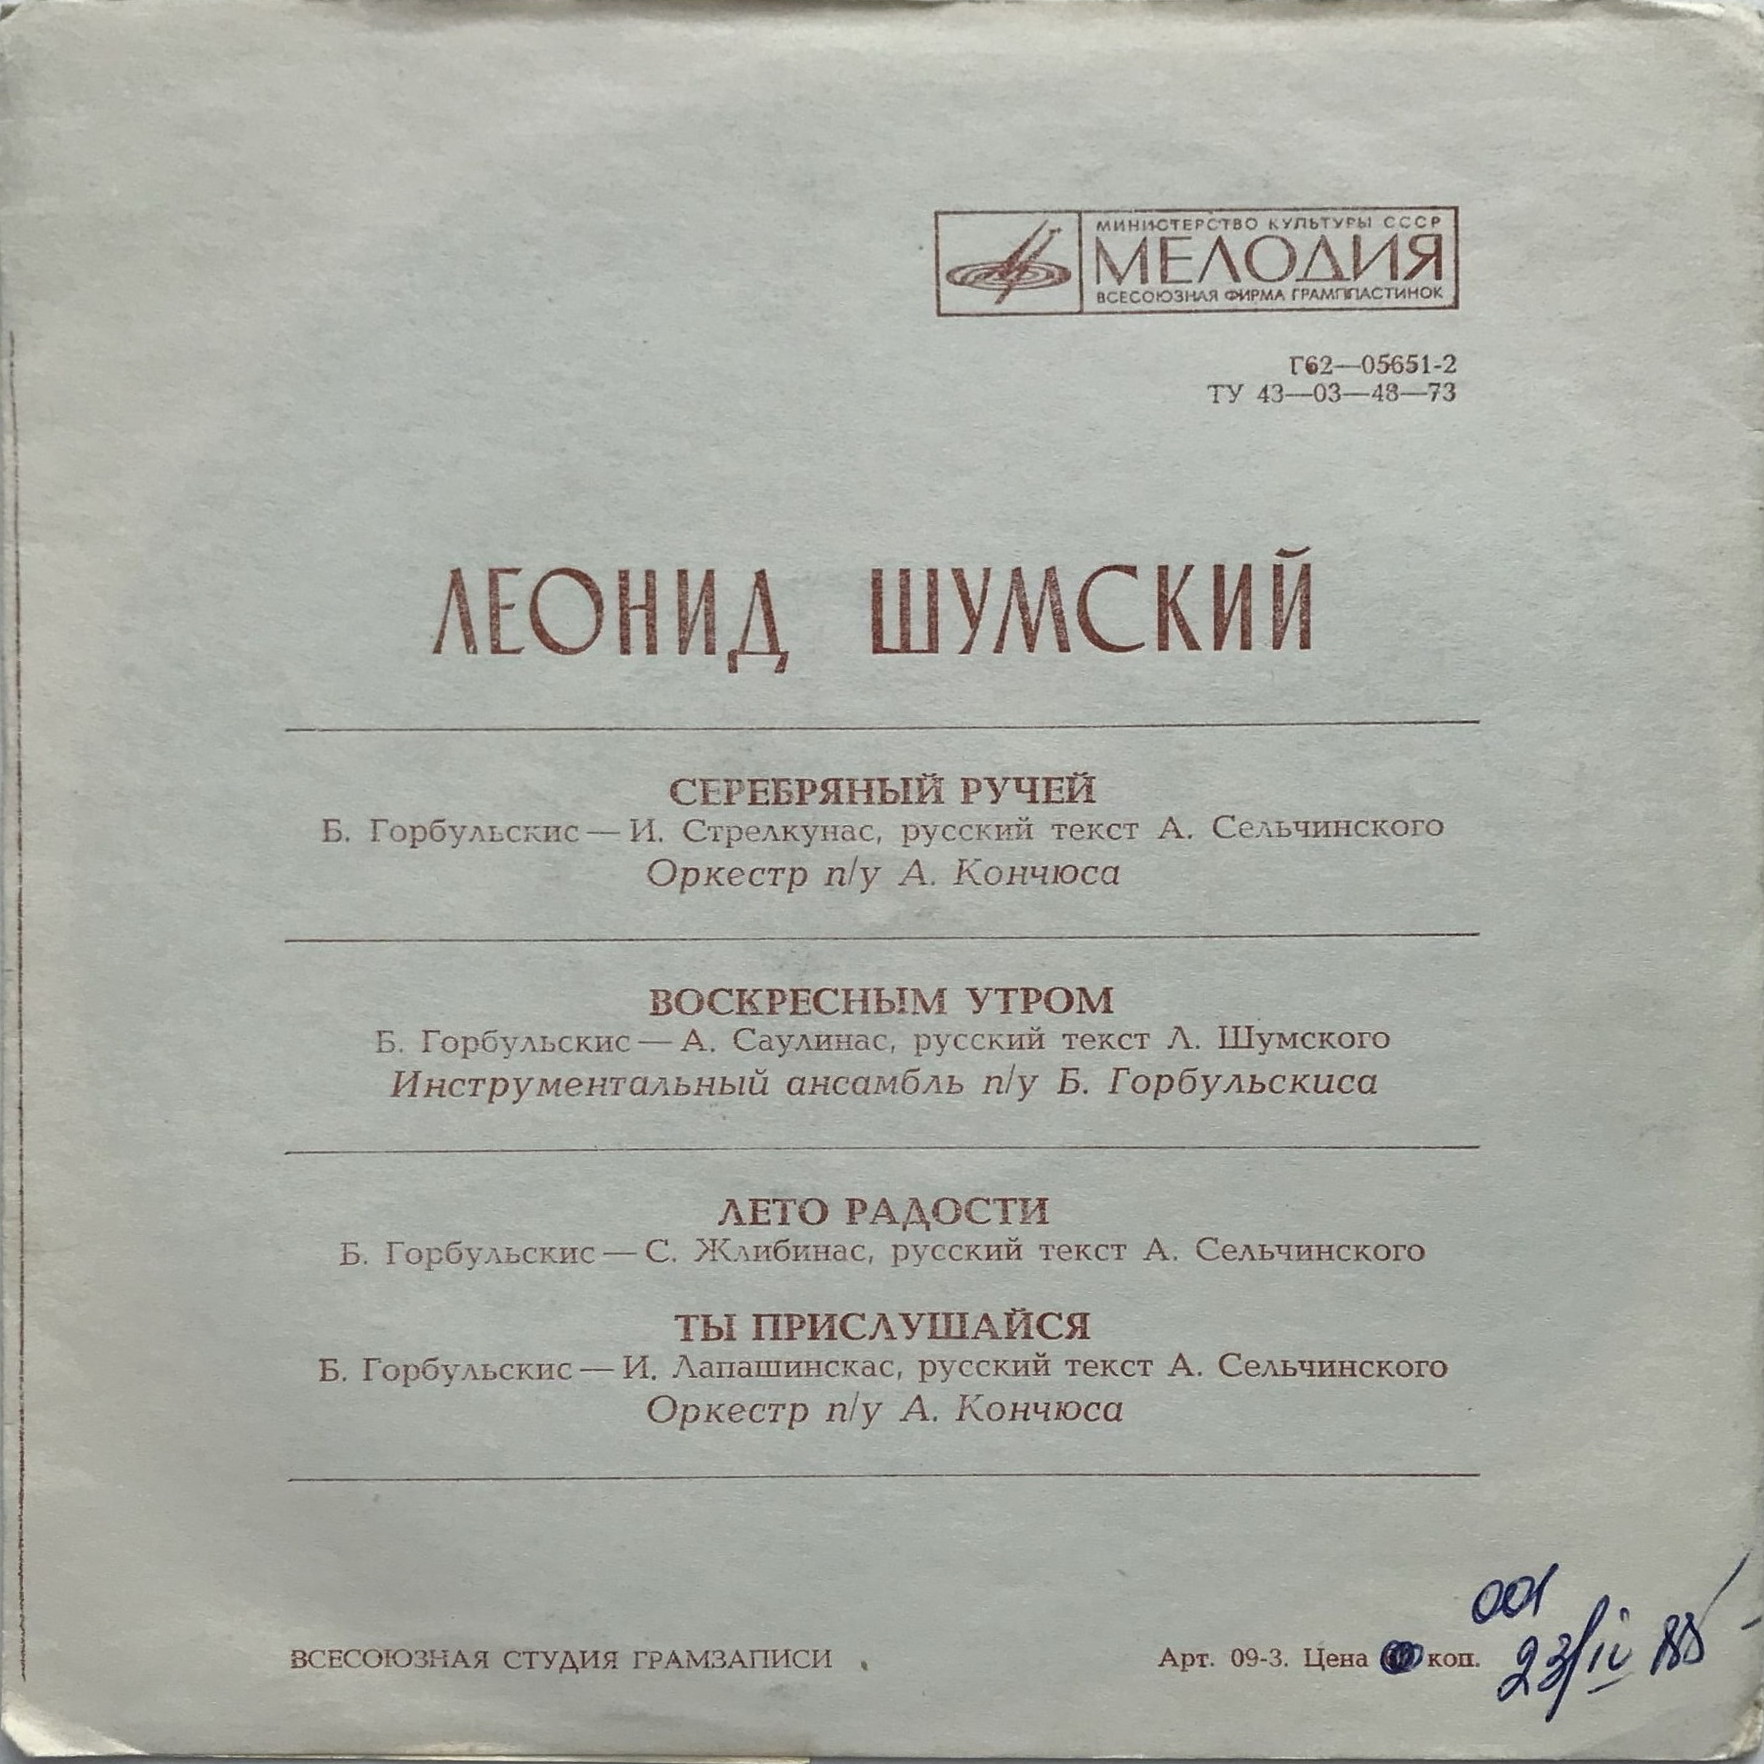 МИНИСТЕРСТВО КУЛЬТУРЫ СССР
МЕЛОДИЯ
ВСЕСОЮЗНАЯ ФИРМА ГРАМПЛАСТИНОК
Г62—05651-2
ТУ 43—03—48—73
ЛЕОНИД ШУМСКИЙ
СЕРЕБРЯНЫЙ РУЧЕЙ
Б. Горбульскис — И. Стрелкунас, русский текст А. Сельчинского
Оркестр п/у А. Кончюса
ВОСКРЕСНЫМ УТРОМ
Б. Горбульскис — А. Саулинас, русский текст Л. Шумского
Инструментальный ансамбль п/у Б. Горбульскиса
ЛЕТО РАДОСТИ
Б. Горбульскис — С. Жлибинас, русский текст А. Сельчинского
ТЫ ПРИСЛУШАЙСЯ
Б. Горбульскис — И. Лапашинскас, русский текст А. Сельчинского
Оркестр п/у А. Кончюса
ВСЕСОЮЗНАЯ СТУДИЯ ГРАМЗАПИСИ
Арт. 09-3. Цена коп.
23/IV